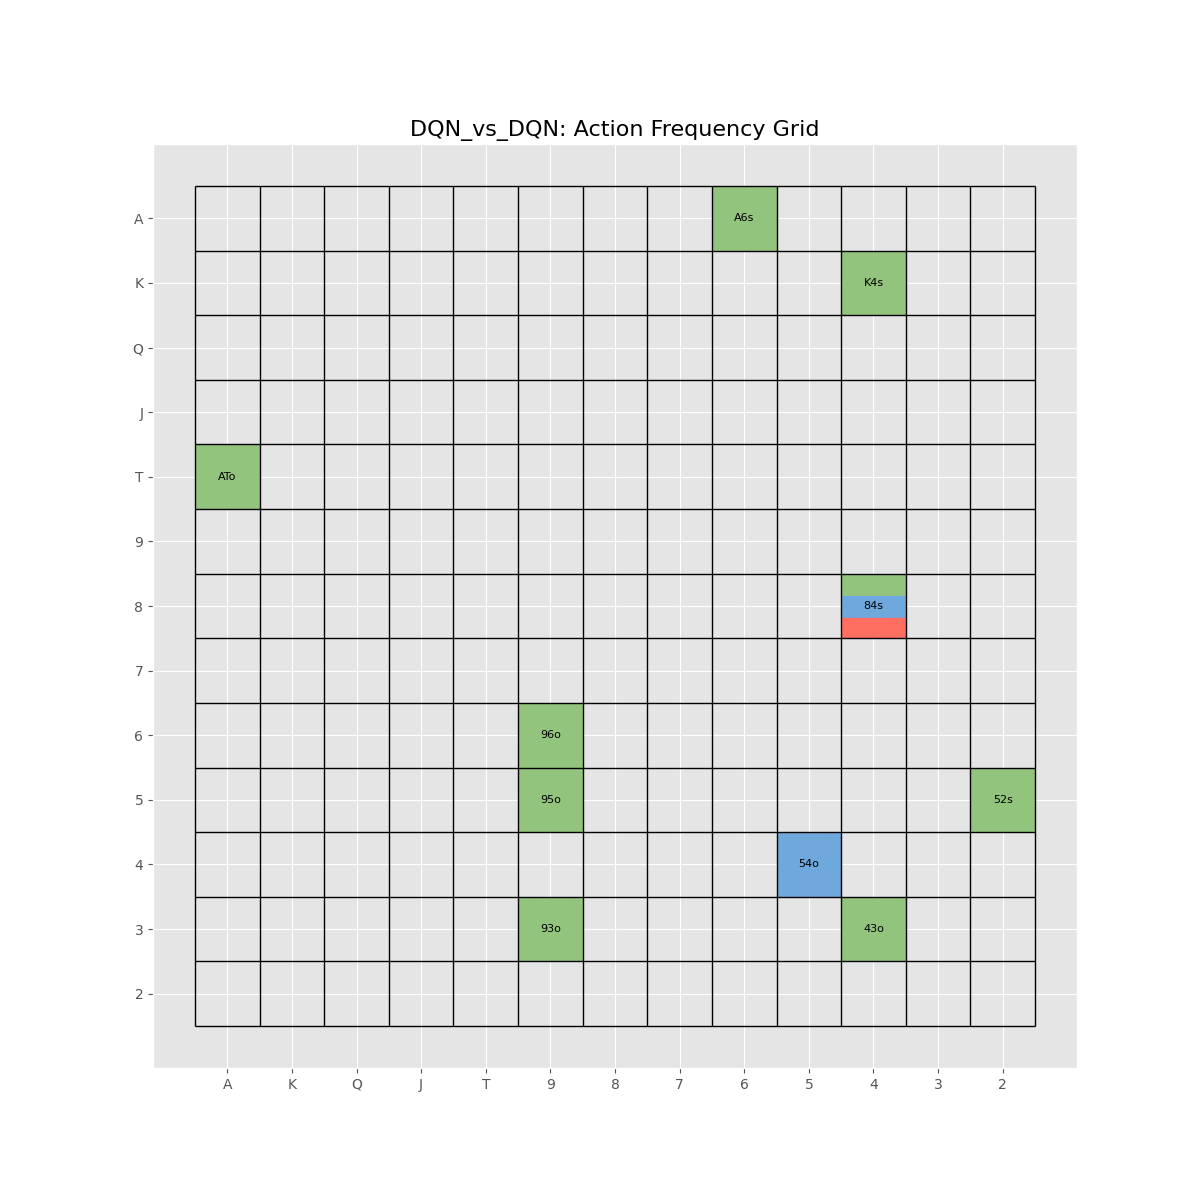 DQN_vs_DQN: Action Frequency Grid
A A6s
K K4s
Q
J
T ATo
9
8 84s
7
6 96o
5 95o 52s
4 54o
3 93o 43o
2
A K Q J T 9 8 7 6 5 4 3 2